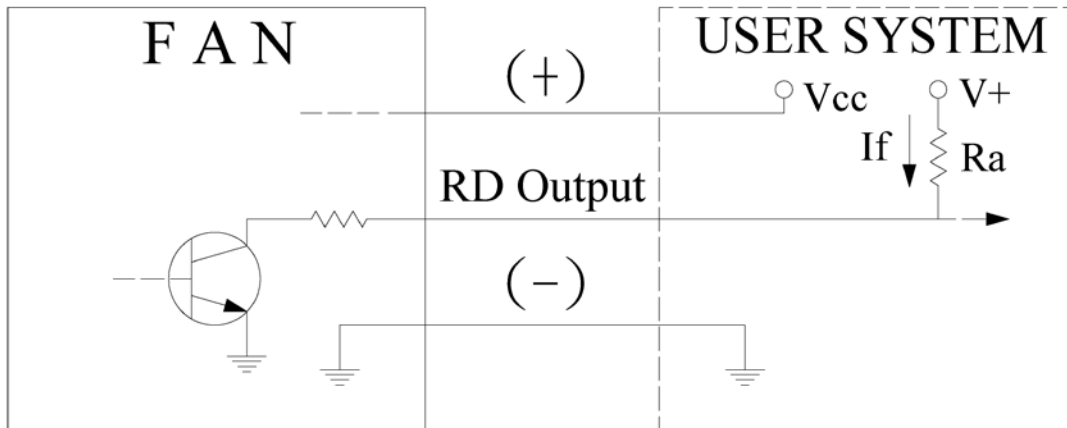 F A N
USER SYSTEM
(+)
Vcc
V+
If
Ra
RD Output
(-)